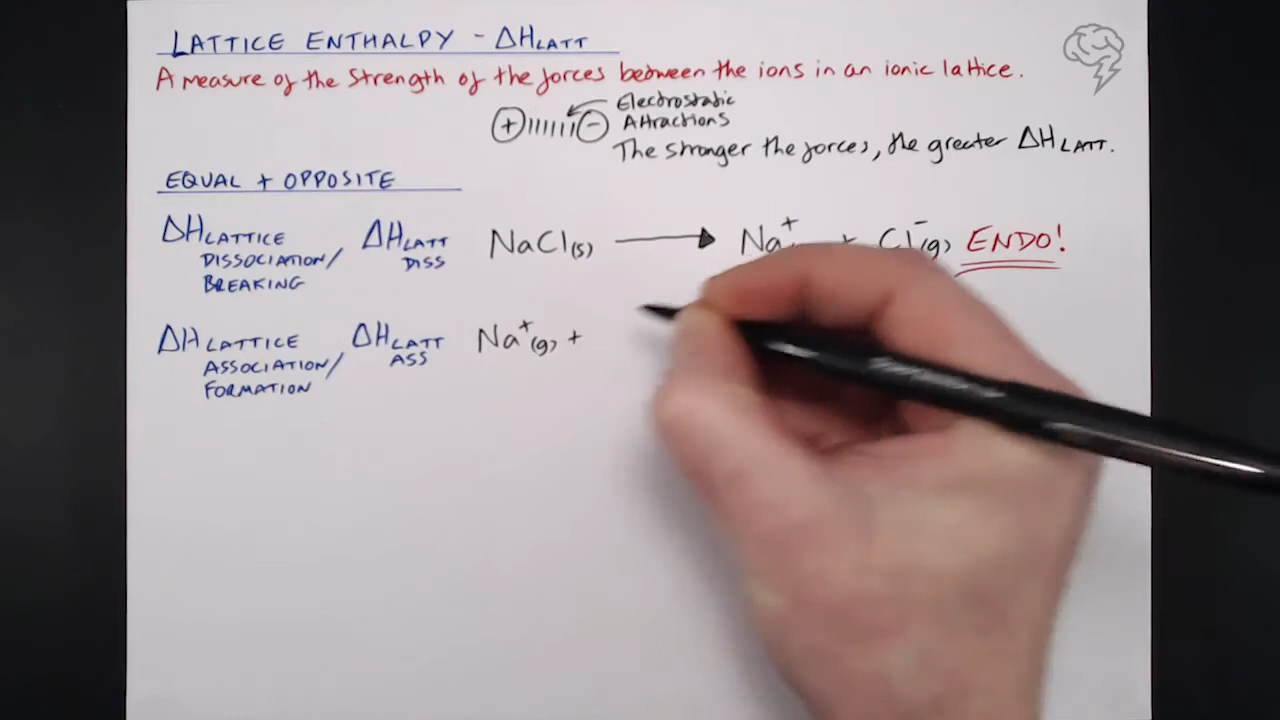 LATTICE ENTHALPY - ΔHLATT
A measure of the strength of the forces between the ions in an ionic lattice.
+ −
Electrostatic
Attractions
The stronger the forces, the greater ΔHLATT.
EQUAL + OPPOSITE
ΔHLATTICE DISSOCIATION/ BREAKING
ΔHLATT DISS
NaCl(s) → Na+ + Cl−(g) ENDO!
ΔHLATTICE ASSOCIATION/ FORMATION
ΔHLATT ASS
Na+(g) +